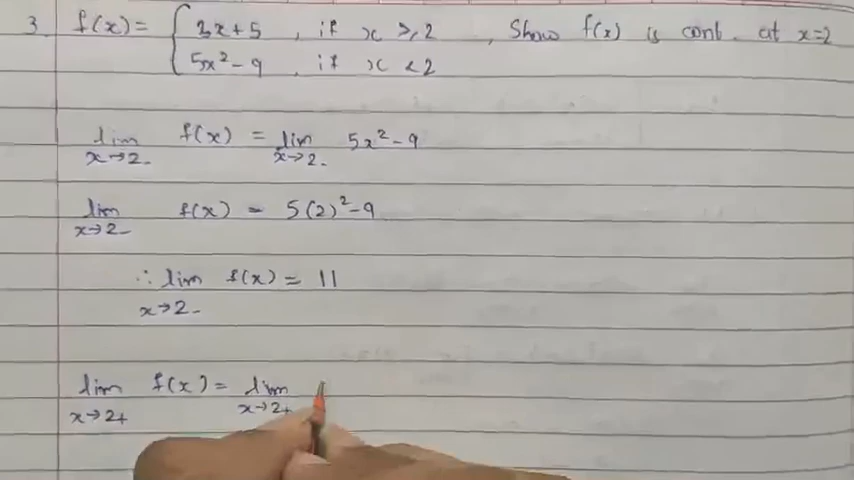 3. f(x) = { 3x + 5 , if x ≥ 2 , Show f(x) is cont. at x=2
5x² - 9 , if x < 2
lim f(x) = lim 5x² - 9
x→2- x→2-
lim f(x) = 5(2)² - 9
x→2-
∴ lim f(x) = 11
x→2-
lim f(x) = lim
x→2+ x→2+